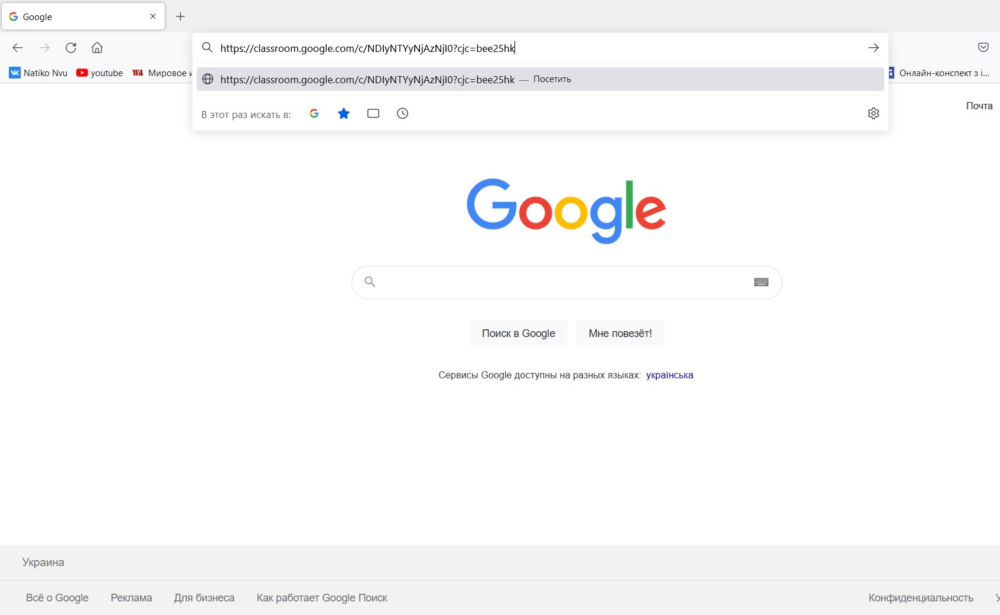 Google
https://classroom.google.com/c/NDIyNTYyNjAzNjI0?cjc=bee25hk
Natiko Nvu youtube WA Мировое
https://classroom.google.com/c/NDIyNTYyNjAzNjI0?cjc=bee25hk — Посетить
Онлайн-конспект з і...
В этот раз искать в:
Почта
Google
Поиск в Google Мне повезёт!
Сервисы Google доступны на разных языках: українська
Украина
Всё о Google Реклама Для бизнеса Как работает Google Поиск Конфиденциальность